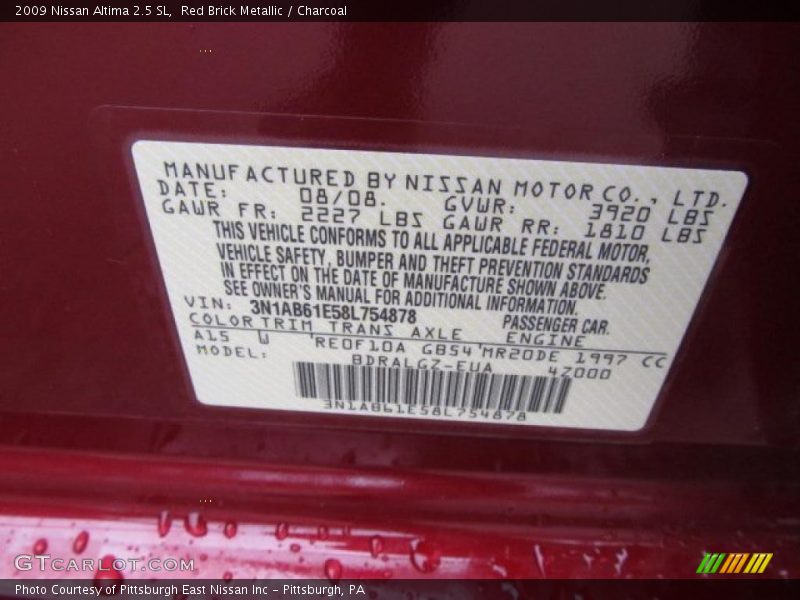 2009 Nissan Altima 2.5 SL,  Red Brick Metallic / Charcoal
MANUFACTURED BY NISSAN MOTOR CO., LTD.
DATE: 08/08. GVWR: 3920 LBS
GAWR FR: 2227 LBS GAWR RR: 1810 LBS
THIS VEHICLE CONFORMS TO ALL APPLICABLE FEDERAL MOTOR,
VEHICLE SAFETY, BUMPER AND THEFT PREVENTION STANDARDS
IN EFFECT ON THE DATE OF MANUFACTURE SHOWN ABOVE.
SEE OWNER'S MANUAL FOR ADDITIONAL INFORMATION.
VIN: 3N1AB61E58L754878 PASSENGER CAR.
COLOR TRIM TRANS AXLE ENGINE
A15 W RE0F10A GB54 MR20DE 1997 CC
MODEL: BDRALGZ-EUA 4Z000
3N1AB61E58L754878
GTCARLOT.COM
Photo Courtesy of Pittsburgh East Nissan Inc - Pittsburgh, PA